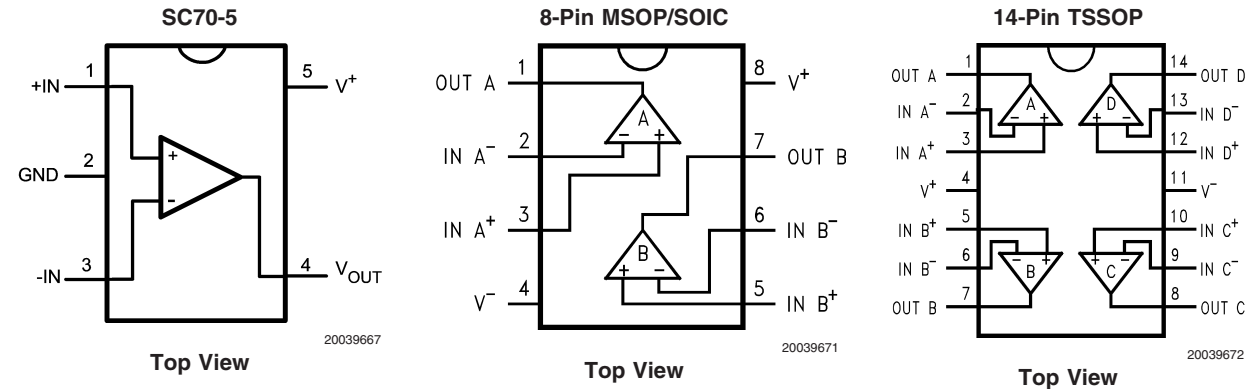 SC70-5
+IN 1
5 V+
GND 2
+
-
-IN 3
4 VOUT
20039667
Top View
8-Pin MSOP/SOIC
OUT A 1
8 V+
A
- +
IN A- 2
7 OUT B
IN A+ 3
6 IN B-
B
+ -
V- 4
5 IN B+
20039671
Top View
14-Pin TSSOP
OUT A 1
14 OUT D
A
- +
D
+ -
IN A- 2
13 IN D-
IN A+ 3
12 IN D+
V+ 4
11 V-
IN B+ 5
10 IN C+
- +
B
+ -
C
IN B- 6
9 IN C-
OUT B 7
8 OUT C
20039672
Top View